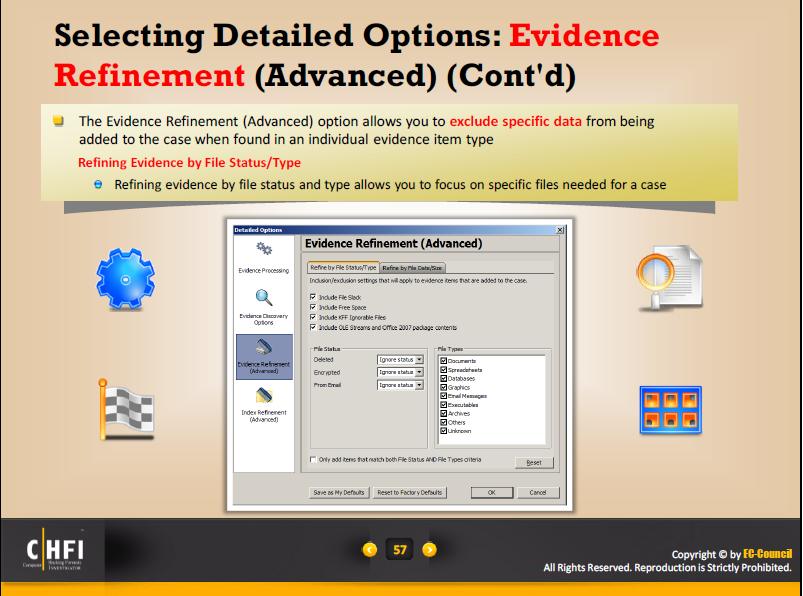 Selecting Detailed Options: Evidence
Refinement (Advanced) (Cont'd)
The Evidence Refinement (Advanced) option allows you to exclude specific data from being
added to the case when found in an individual evidence item type
Refining Evidence by File Status/Type
Refining evidence by file status and type allows you to focus on specific files needed for a case
Detailed Options
Evidence Processing
Evidence Discovery
Options
Evidence Refinement
(Advanced)
Index Refinement
(Advanced)
Evidence Refinement (Advanced)
Refine by File Status/Type Refine by File Date/Size
Inclusion/exclusion settings that will apply to evidence items that are added to the case.
Include File Slack
Include Free Space
Include KFF Ignorable Files
Include OLE Streams and Office 2007 package contents
File Status
Deleted Ignore status
Encrypted Ignore status
From Email Ignore status
File Types
Documents
Spreadsheets
Databases
Graphics
Email Messages
Executables
Archives
Others
Unknown
Only add items that match both File Status AND File Types criteria
Reset
Save as My Defaults Reset to Factory Defaults OK Cancel
CHFI
Computer Hacking Forensic
INVESTIGATOR
57
Copyright © by EC-Council
All Rights Reserved. Reproduction is Strictly Prohibited.